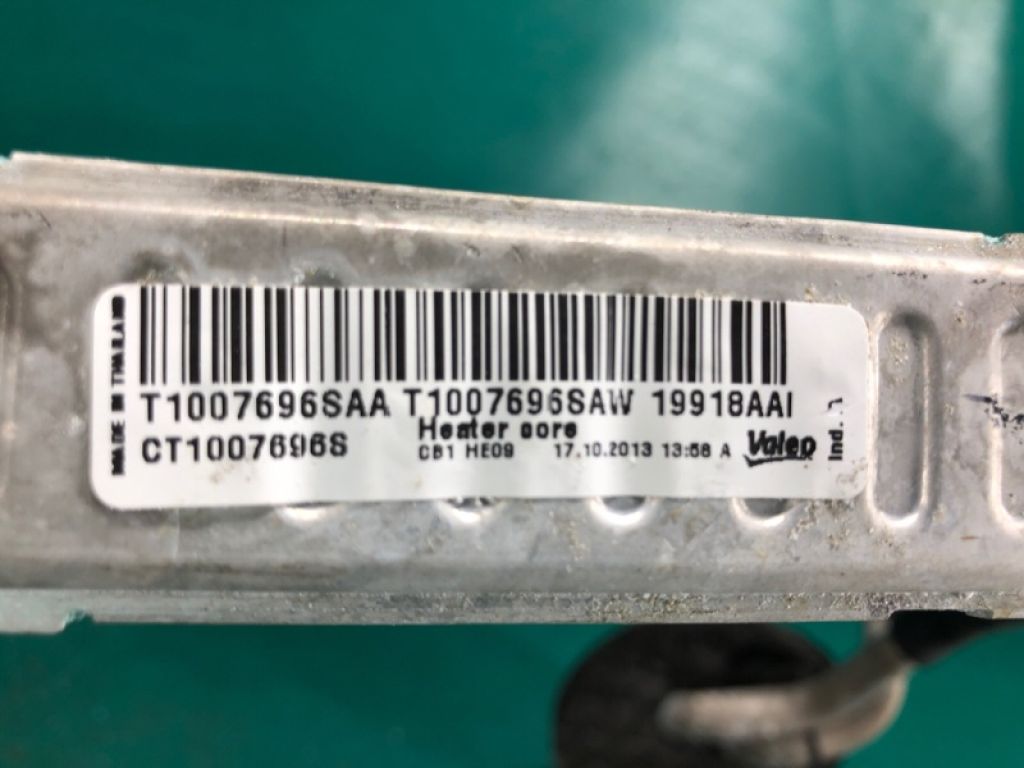 MADE IN THAILAND
T1007696SAA T1007696SAW 19918AAI
CT1007696S
Heater core
CB1 HE09 17.10.2013 13:58 A Valeo
Ind.